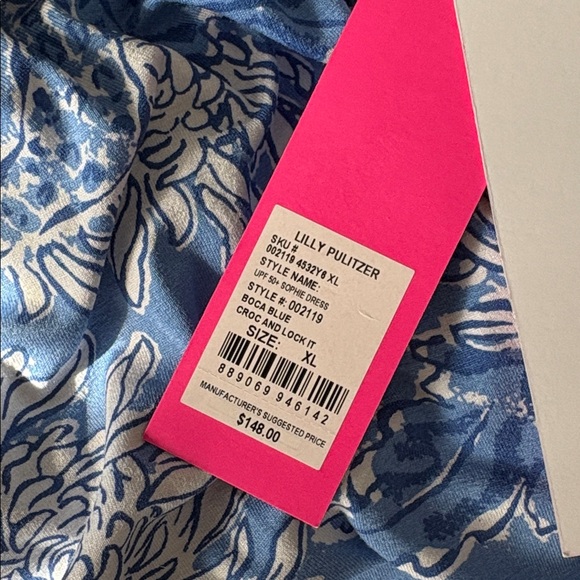 LILLY PULITZER
SKU #
002119 4532Y6 XL
STYLE NAME:
UPF 50+ SOPHIE DRESS
STYLE #: 002119
BOCA BLUE
CROC AND LOCK IT
SIZE: XL
889069 946142
MANUFACTURER'S SUGGESTED PRICE
$148.00